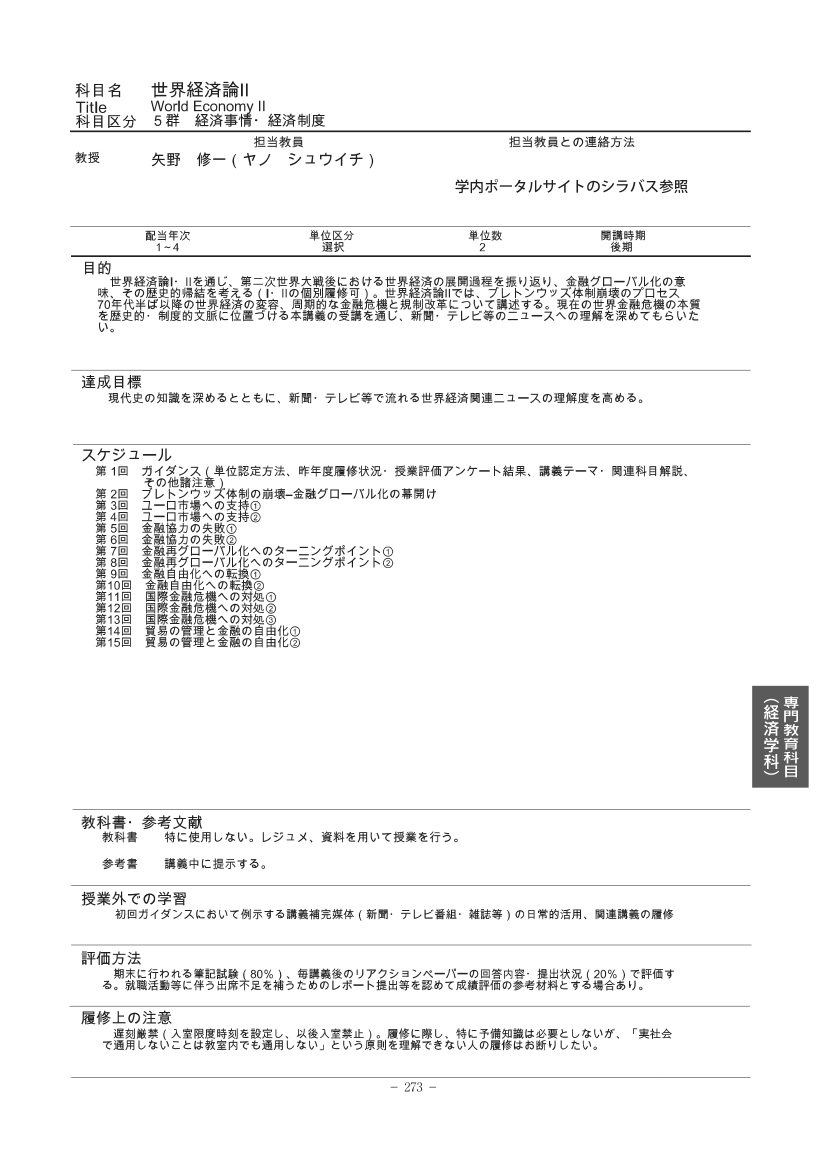 科目名 世界経済論II
Title World Economy II
科目区分 5群 経済事情・経済制度
担当教員 担当教員との連絡方法
教授 矢野 修一(ヤノ シュウイチ)
学内ポータルサイトのシラバス参照
配当年次 単位区分 単位数 開講時期
1~4 選択 2 後期
目的
世界経済論I・IIを通じ、第二次世界大戦後における世界経済の展開過程を振り返り、金融グローバル化の意
味、その歴史的帰結を考える(I・IIの個別履修可)。世界経済論IIでは、ブレトンウッズ体制崩壊のプロセス
70年代半ば以降の世界経済の変容、周期的な金融危機と規制改革について講述する。現在の世界金融危機の本質
を歴史的・制度的文脈に位置づける本講義の受講を通じ、新聞・テレビ等のニュースへの理解を深めてもらいた
い。
達成目標
現代史の知識を深めるとともに、新聞・テレビ等で流れる世界経済関連ニュースの理解度を高める。
スケジュール
第 1回 ガイダンス(単位認定方法、昨年度履修状況・授業評価アンケート結果、講義テーマ・関連科目解説、
その他諸注意)
第 2回 ブレトンウッズ体制の崩壊–金融グローバル化の幕開け
第 3回 ユーロ市場への支持①
第 4回 ユーロ市場への支持②
第 5回 金融協力の失敗①
第 6回 金融協力の失敗②
第 7回 金融再グローバル化へのターニングポイント①
第 8回 金融再グローバル化へのターニングポイント②
第 9回 金融自由化への転換①
第10回 金融自由化への転換②
第11回 国際金融危機への対処①
第12回 国際金融危機への対処②
第13回 国際金融危機への対処③
第14回 貿易の管理と金融の自由化①
第15回 貿易の管理と金融の自由化②
専門教育科目
(経済学科)
教科書・参考文献
教科書 特に使用しない。レジュメ、資料を用いて授業を行う。
参考書 講義中に提示する。
授業外での学習
初回ガイダンスにおいて例示する講義補完媒体(新聞・テレビ番組・雑誌等)の日常的活用、関連講義の履修
評価方法
期末に行われる筆記試験(80%)、毎講義後のリアクションペーパーの回答内容・提出状況(20%)で評価す
る。就職活動等に伴う出席不足を補うためのレポート提出等を認めて成績評価の参考材料とする場合あり。
履修上の注意
遅刻厳禁(入室限度時刻を設定し、以後入室禁止)。履修に際し、特に予備知識は必要としないが、「実社会
で通用しないことは教室内でも通用しない」という原則を理解できない人の履修はお断りしたい。
– 273 –